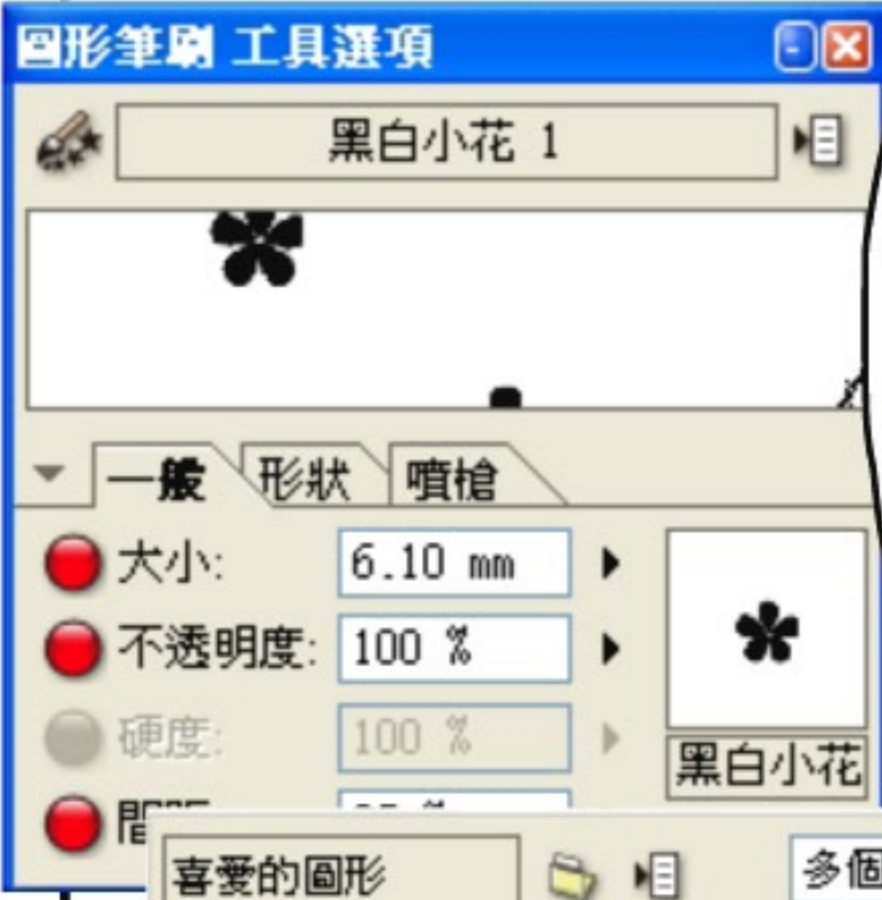 圖形筆刷 工具選項
黑白小花 1
一般 形狀 噴槍
大小: 6.10 mm
不透明度: 100 %
硬度: 100 %
黑白小花
喜愛的圖形